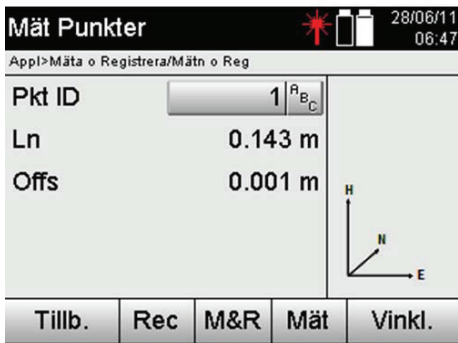 Mät Punkter
28/06/11
06:47
Appl>Mäta o Registrera/Mätn o Reg
Pkt ID 1 ABC
Ln 0.143 m
Offs 0.001 m
H
N
E
Tillb. Rec M&R Mät Vinkl.